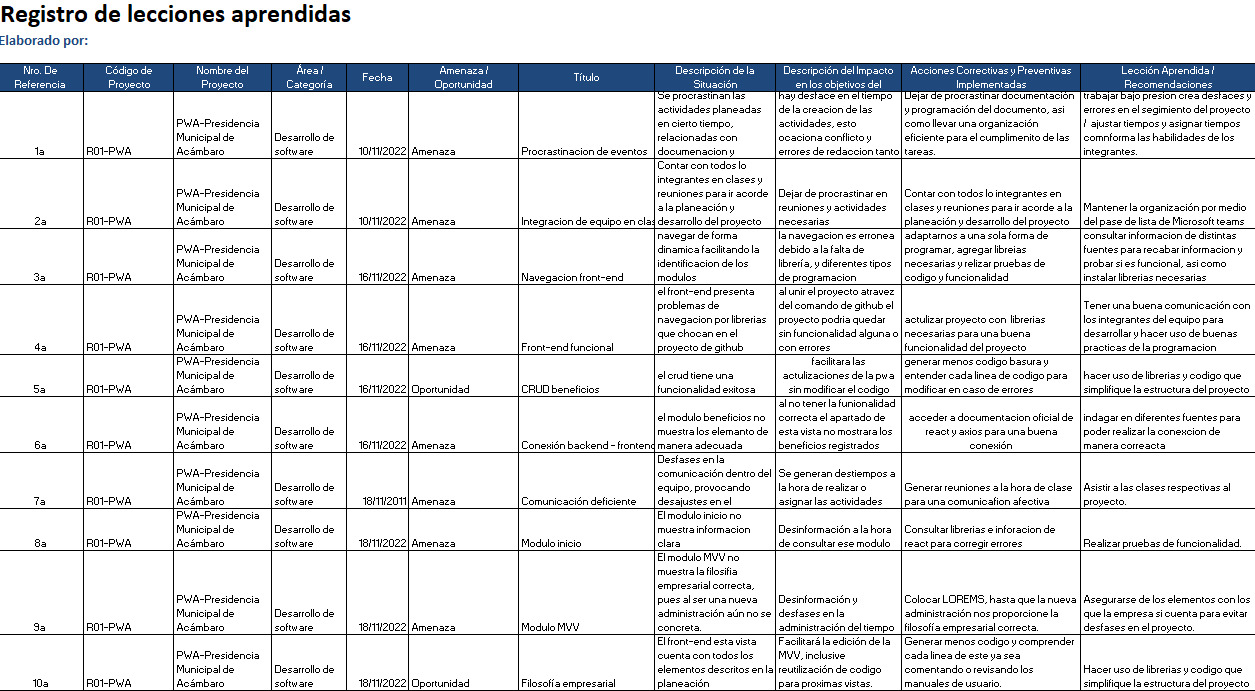 Registro de lecciones aprendidas
Elaborado por:
Nro. De Referencia | Código de Proyecto | Nombre del Proyecto | Área / Categoría | Fecha | Amenaza / Oportunidad | Título | Descripción de la Situación | Descripción del Impacto en los objetivos del | Acciones Correctivas y Preventivas Implementadas | Lección Aprendida / Recomendaciones
1a | R01-PWA | PWA-Presidencia Municipal de Acámbaro | Desarrollo de software | 10/11/2022 | Amenaza | Procrastinacion de eventos | Se procrastinan las actividades planeadas en cierto tiempo, relacionadas con documenacion y | hay desface en el tiempo de la creacion de las actividades, esto ocaciona conflicto y errores de redaccion tanto | Dejar de procrastinar documentación y programación del documento, asi como llevar una organización eficiente para el cumplimenito de las tareas. | trabajar bajo presion crea desfaces y errores en el segimiento del proyecto / ajustar tiempos y asignar tiempos comnforma las habilidades de los integrantes.
2a | R01-PWA | PWA-Presidencia Municipal de Acámbaro | Desarrollo de software | 10/11/2022 | Amenaza | Integracion de equipo en clas | Contar con todos lo integrantes en clases y reuniones para ir acorde a la planeación y desarrollo del proyecto | Dejar de procrastinar en reuniones y actividades necesarias | Contar con todos lo integrantes en clases y reuniones para ir acorde a la planeación y desarrollo del proyecto | Mantener la organización por medio del pase de lista de Microsoft teams
3a | R01-PWA | PWA-Presidencia Municipal de Acámbaro | Desarrollo de software | 16/11/2022 | Amenaza | Navegacion front-end | navegar de forma dinamica facilitando la identificacion de los modulos | la navegacion es erronea debido a la falta de librería, y diferentes tipos de programacion | adaptarnos a una sola forma de programar, agregar libreias necesarias y relizar pruebas de codigo y funcionalidad | consultar informacion de distintas fuentes para recabar informacion y probar si es funcional, asi como instalar librerias necesarias
4a | R01-PWA | PWA-Presidencia Municipal de Acámbaro | Desarrollo de software | 16/11/2022 | Amenaza | Front-end funcional | el front-end presenta problemas de navegacion por librerias que chocan en el proyecto de github | al unir el proyecto atravez del comando de github el proyecto podria quedar sin funcionalidad alguna o con errores | actulizar proyecto con librerias necesarias para una buena funcionalidad del proyecto | Tener una buena comunicación con los integrantes del equipo para desarrollar y hacer uso de buenas practicas de la programacion
5a | R01-PWA | PWA-Presidencia Municipal de Acámbaro | Desarrollo de software | 16/11/2022 | Oportunidad | CRUD beneficios | el crud tiene una funcionalidad exitosa | facilitara las actulizaciones de la pwa sin modificar el codigo | generar menos codigo basura y entender cada linea de codigo para modificar en caso de errores | hacer uso de librerias y codigo que simplifique la estructura del proyecto
6a | R01-PWA | PWA-Presidencia Municipal de Acámbaro | Desarrollo de software | 16/11/2022 | Amenaza | Conexión backend - frontend | el modulo beneficios no muestra los elemanto de manera adecuada | al no tener la funionalidad correcta el apartado de esta vista no mostrara los beneficios registrados | acceder a documentacion oficial de react y axios para una buena conexión | indagar en diferentes fuentes para poder realizar la conexcion de manera correacta
7a | R01-PWA | PWA-Presidencia Municipal de Acámbaro | Desarrollo de software | 18/11/2011 | Amenaza | Comunicación deficiente | Desfases en la comunicación dentro del equipo, provocando desajustes en el | Se generan destiempos a la hora de realizar o asignar las actividades | Generar reuniones a la hora de clase para una comunicafion afectiva | Asistir a las clases respectivas al proyecto.
8a | R01-PWA | PWA-Presidencia Municipal de Acámbaro | Desarrollo de software | 18/11/2022 | Amenaza | Modulo inicio | El modulo inicio no muestra informacion clara | Desinformación a la hora de consultar ese modulo | Consultar librerias e inforacion de react para corregir errores | Realizar pruebas de funcionalidad.
9a | R01-PWA | PWA-Presidencia Municipal de Acámbaro | Desarrollo de software | 18/11/2022 | Amenaza | Modulo MVV | El modulo MVV no muestra la filosifia empresarial correcta, pues al ser una nueva administración aún no se concreta. | Desinformación y desfases en la administración del tiempo | Colocar LOREMS, hasta que la nueva administración nos proporcione la filosofía empresarial correcta. | Asegurarse de los elementos con los que la empresa si cuenta para evitar desfases en el proyecto.
10a | R01-PWA | PWA-Presidencia Municipal de Acámbaro | Desarrollo de software | 18/11/2022 | Oportunidad | Filosofía empresarial | El front-end esta vista cuenta con todos los elementos descritos en la planeación | Facilitará la edición de la MVV, inclusive reutilización de codigo para proximas vistas. | Generar menos codigo y comprender cada linea de este ya sea comentando o revisando los manuales de usuario. | Hacer uso de librerias y codigo que simplifique la estructura del proyecto